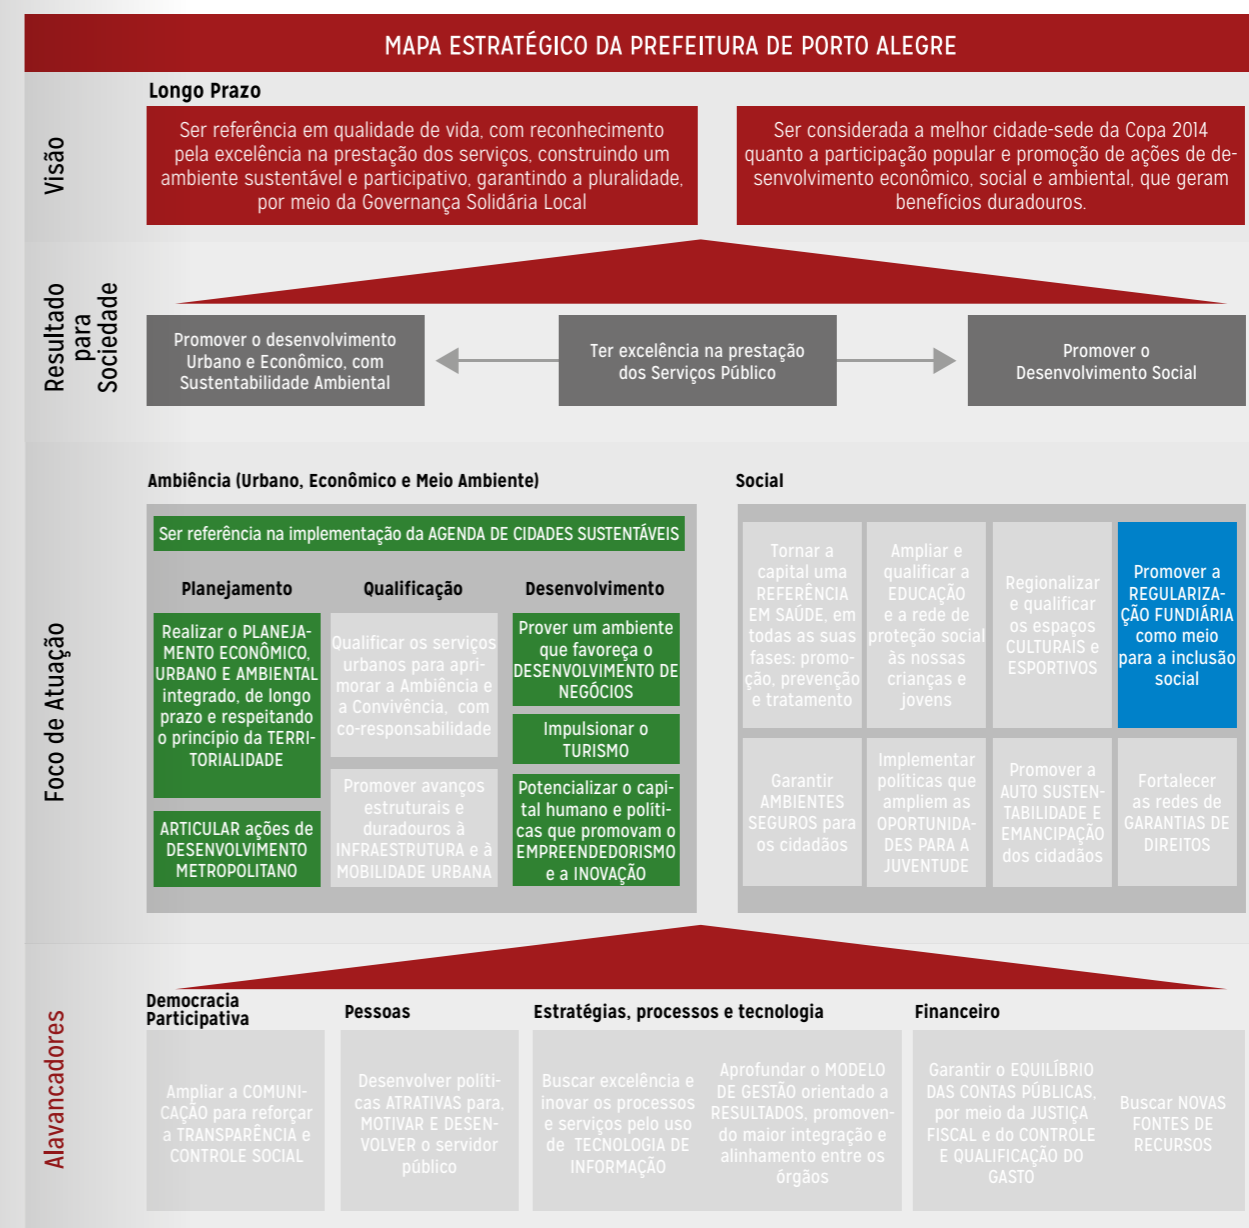 MAPA ESTRATÉGICO DA PREFEITURA DE PORTO ALEGRE
Visão
Longo Prazo
Ser referência em qualidade de vida, com reconhecimento
pela excelência na prestação dos serviços, construindo um
ambiente sustentável e participativo, garantindo a pluralidade,
por meio da Governança Solidária Local
Ser considerada a melhor cidade-sede da Copa 2014
quanto a participação popular e promoção de ações de de-
senvolvimento econômico, social e ambiental, que geram
benefícios duradouros.
Resultado
para
Sociedade
Promover o desenvolvimento
Urbano e Econômico, com
Sustentabilidade Ambiental
Ter excelência na prestação
dos Serviços Público
Promover o
Desenvolvimento Social
Foco de Atuação
Ambiência (Urbano, Econômico e Meio Ambiente)
Ser referência na implementação da AGENDA DE CIDADES SUSTENTÁVEIS
Planejamento
Realizar o PLANEJA-
MENTO ECONÔMICO,
URBANO E AMBIENTAL
integrado, de longo
prazo e respeitando
o princípio da TERRI-
TORIALIDADE
ARTICULAR ações de
DESENVOLVIMENTO
METROPOLITANO
Qualificação
Qualificar os serviços
urbanos para apri-
morar a Ambiência e
a Convivência, com
co-responsabilidade
Promover avanços
estruturais e
duradouros à
INFRAESTRUTURA e à
MOBILIDADE URBANA
Desenvolvimento
Prover um ambiente
que favoreça o
DESENVOLVIMENTO DE
NEGÓCIOS
Impulsionar o
TURISMO
Potencializar o capi-
tal humano e políti-
cas que promovam o
EMPREENDEDORISMO
e a INOVAÇÃO
Social
Tornar a
capital uma
REFERÊNCIA
EM SAÚDE, em
todas as suas
fases: promo-
ção, prevenção
e tratamento
Ampliar e
qualificar a
EDUCAÇÃO
e a rede de
proteção social
às nossas
crianças e
jovens
Regionalizar
e qualificar
os espaços
CULTURAIS e
ESPORTIVOS
Promover a
REGULARIZA-
ÇÃO FUNDIÁRIA
como meio
para a inclusão
social
Garantir
AMBIENTES
SEGUROS para
os cidadãos
Implementar
políticas que
ampliem as
OPORTUNIDA-
DES PARA A
JUVENTUDE
Promover a
AUTO SUSTEN-
TABILIDADE E
EMANCIPAÇÃO
dos cidadãos
Fortalecer
as redes de
GARANTIAS DE
DIREITOS
Alavancadores
Democracia
Participativa
Ampliar a COMUNI-
CAÇÃO para reforçar
a TRANSPARÊNCIA e
CONTROLE SOCIAL
Pessoas
Desenvolver políti-
cas ATRATIVAS para,
MOTIVAR E DESEN-
VOLVER o servidor
público
Estratégias, processos e tecnologia
Buscar excelência e
inovar os processos
e serviços pelo uso
de TECNOLOGIA DE
INFORMAÇÃO
Aprofundar o MODELO
DE GESTÃO orientado a
RESULTADOS, promoven-
do maior integração e
alinhamento entre os
órgãos
Financeiro
Garantir o EQUILÍBRIO
DAS CONTAS PÚBLICAS,
por meio da JUSTIÇA
FISCAL e do CONTROLE
E QUALIFICAÇÃO DO
GASTO
Buscar NOVAS
FONTES DE
RECURSOS